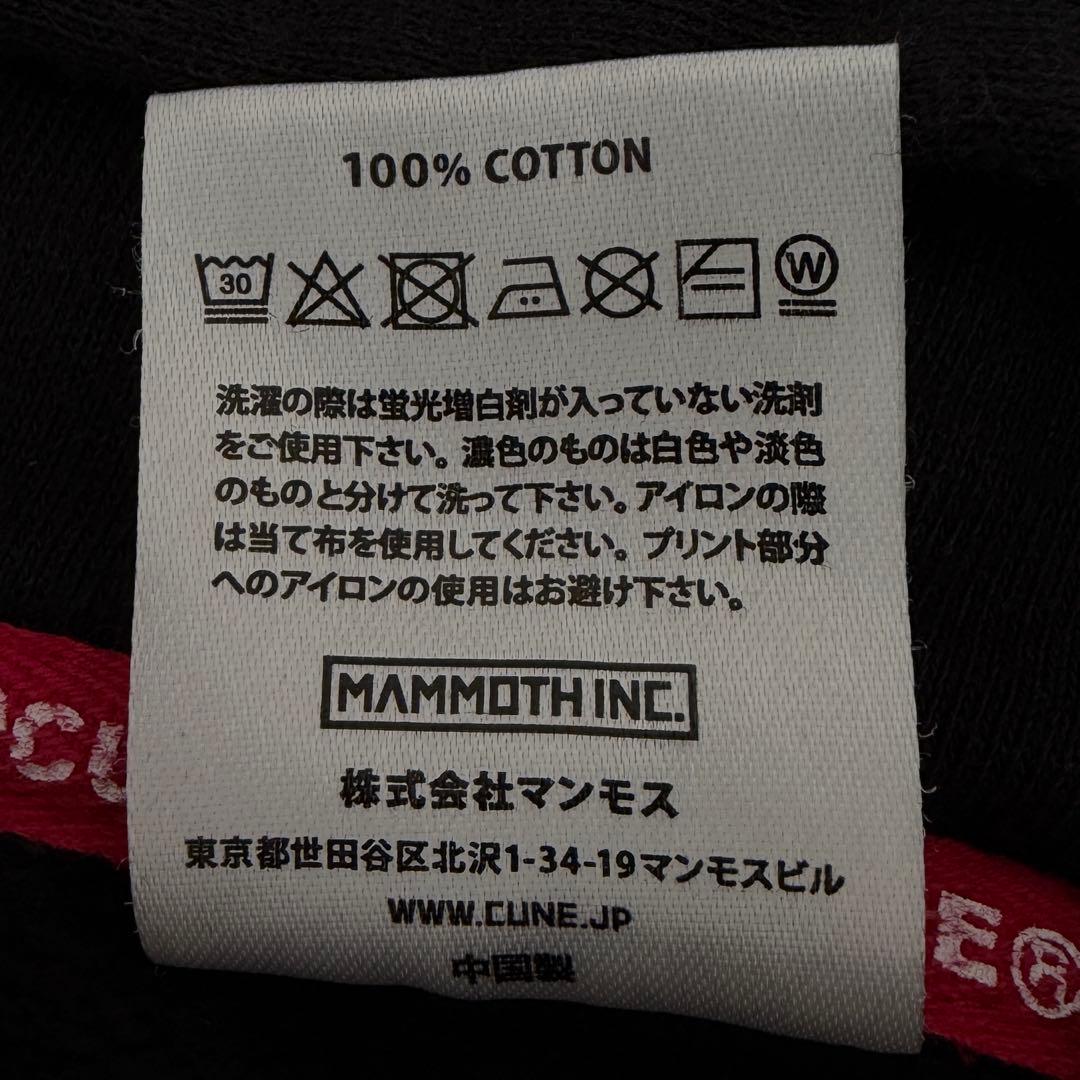 100% COTTON
30
W
洗濯の際は蛍光増白剤が入っていない洗剤
をご使用下さい。濃色のものは白色や淡色
のものと分けて洗って下さい。アイロンの際
は当て布を使用してください。プリント部分
へのアイロンの使用はお避け下さい。
MAMMOTH INC.
株式会社マンモス
東京都世田谷区北沢1-34-19マンモスビル
WWW.CUNE.JP
中国製
CU
E®